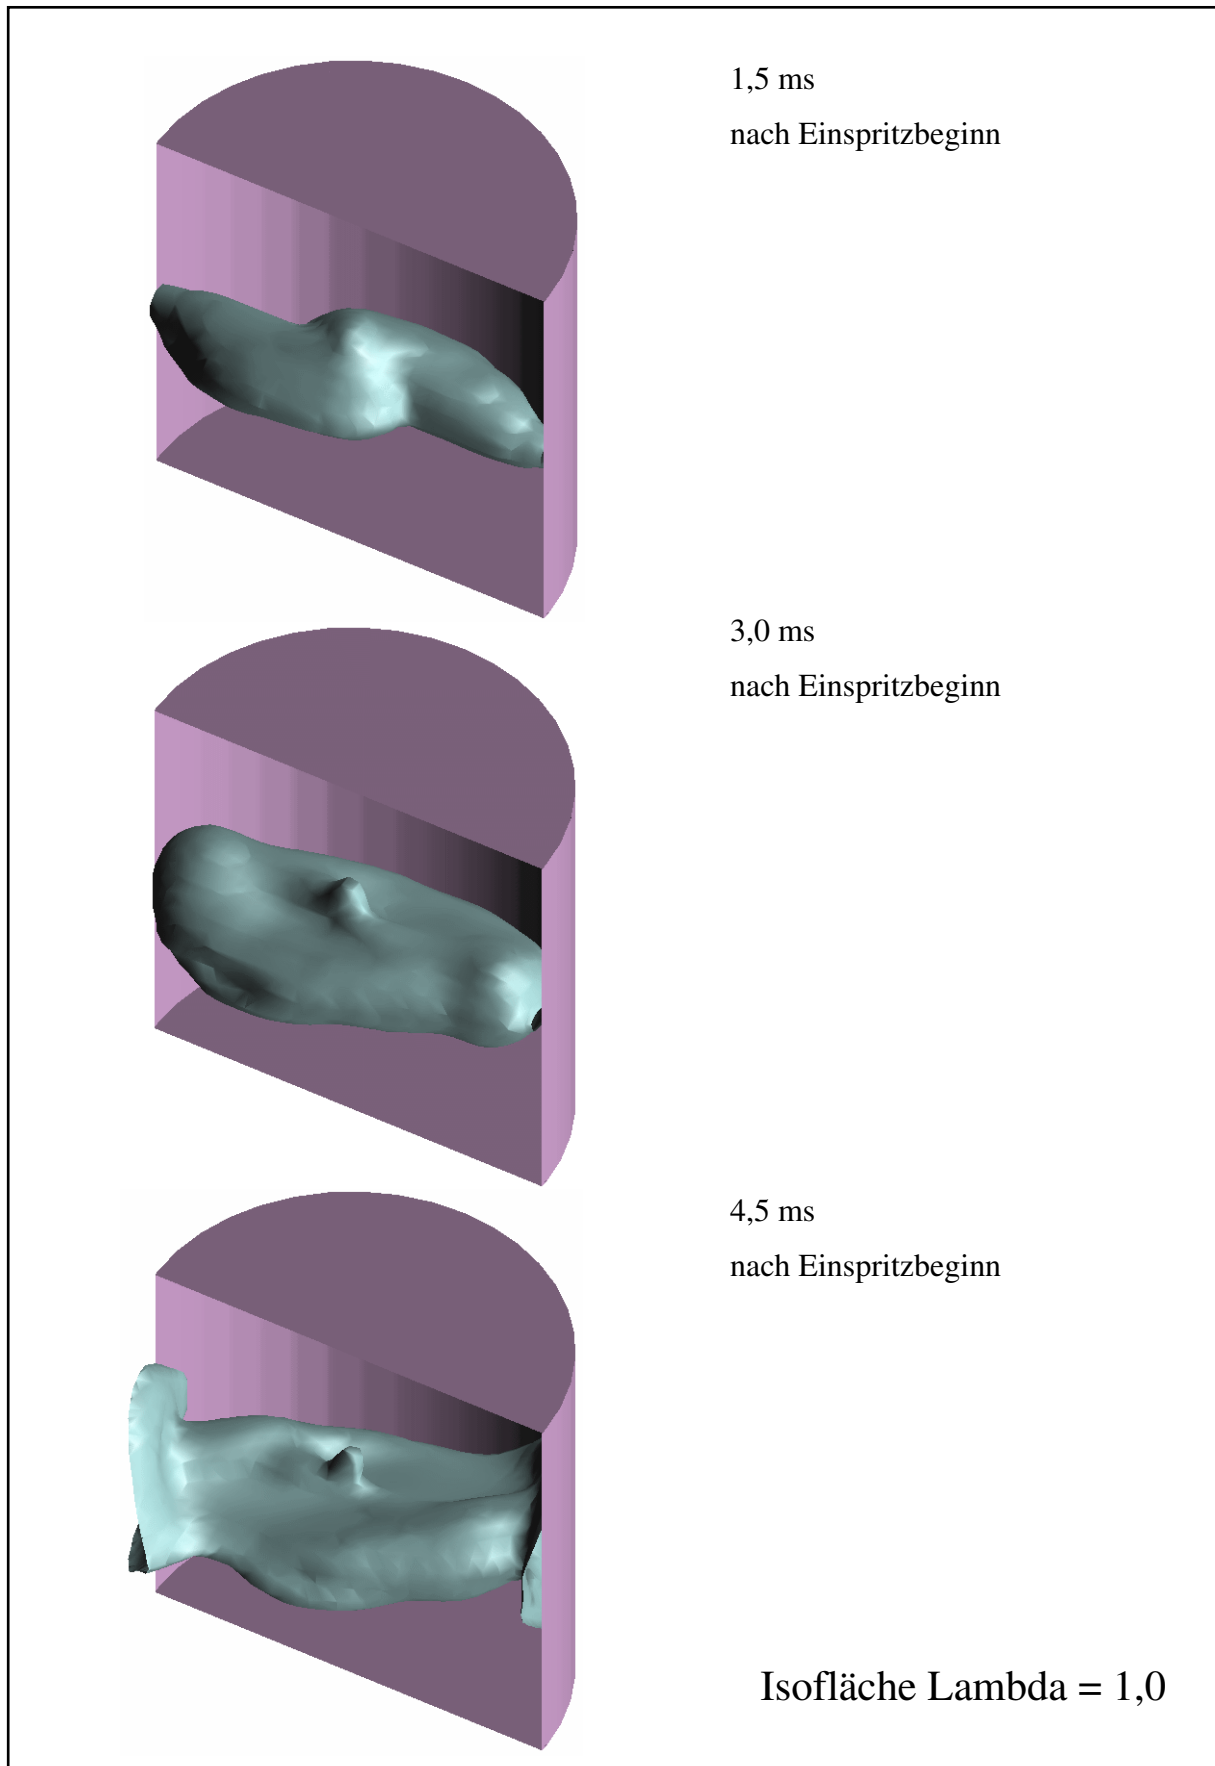 1,5 ms
nach Einspritzbeginn
3,0 ms
nach Einspritzbeginn
4,5 ms
nach Einspritzbeginn
Isofläche Lambda = 1,0